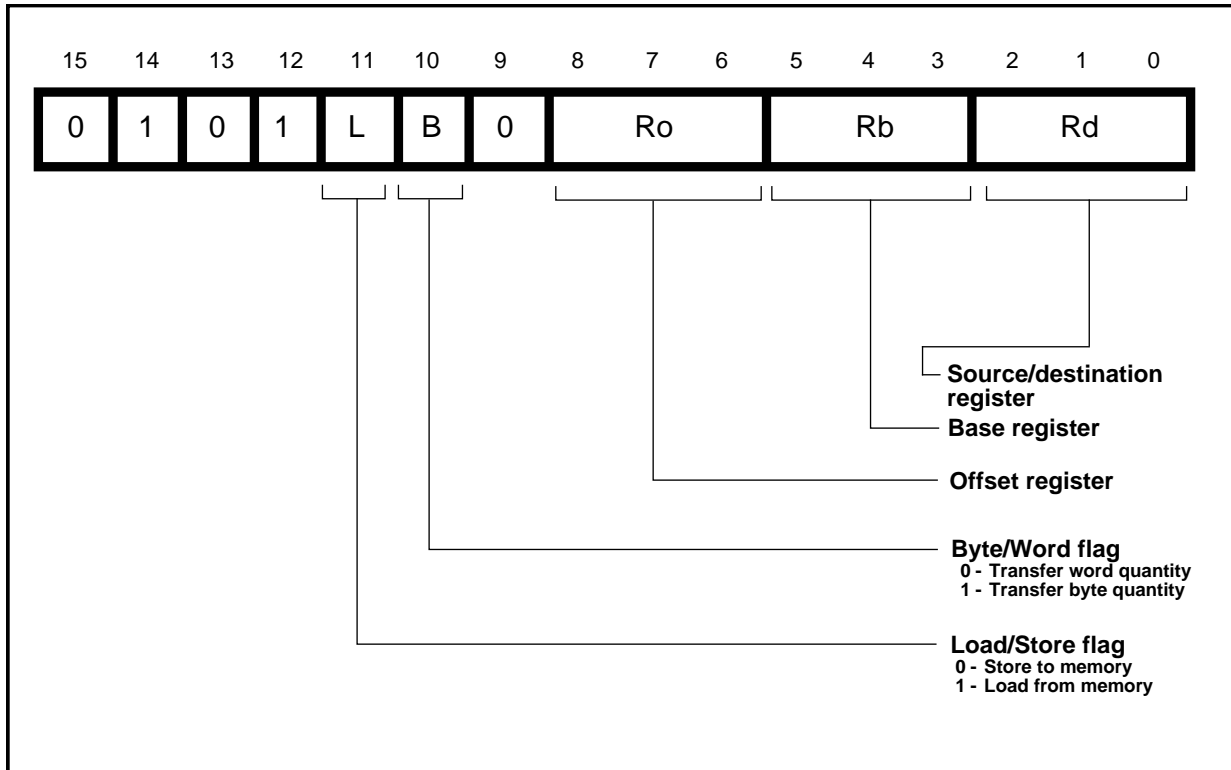 15 14 13 12 11 10 9 8 7 6 5 4 3 2 1 0
0 1 0 1 L B 0 Ro Rb Rd
Source/destination
register
Base register
Offset register
Byte/Word flag
0 - Transfer word quantity
1 - Transfer byte quantity
Load/Store flag
0 - Store to memory
1 - Load from memory